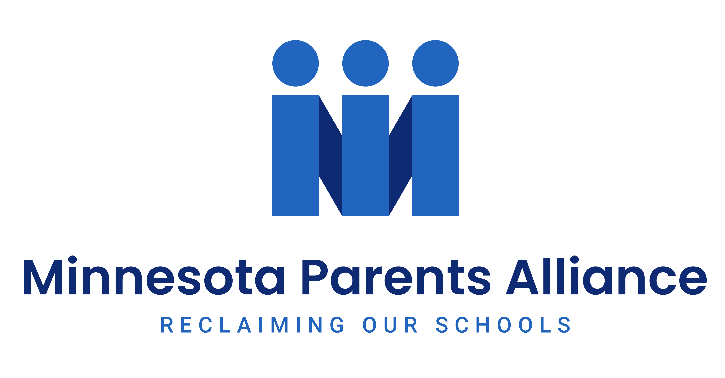 Minnesota Parents Alliance
RECLAIMING OUR SCHOOLS